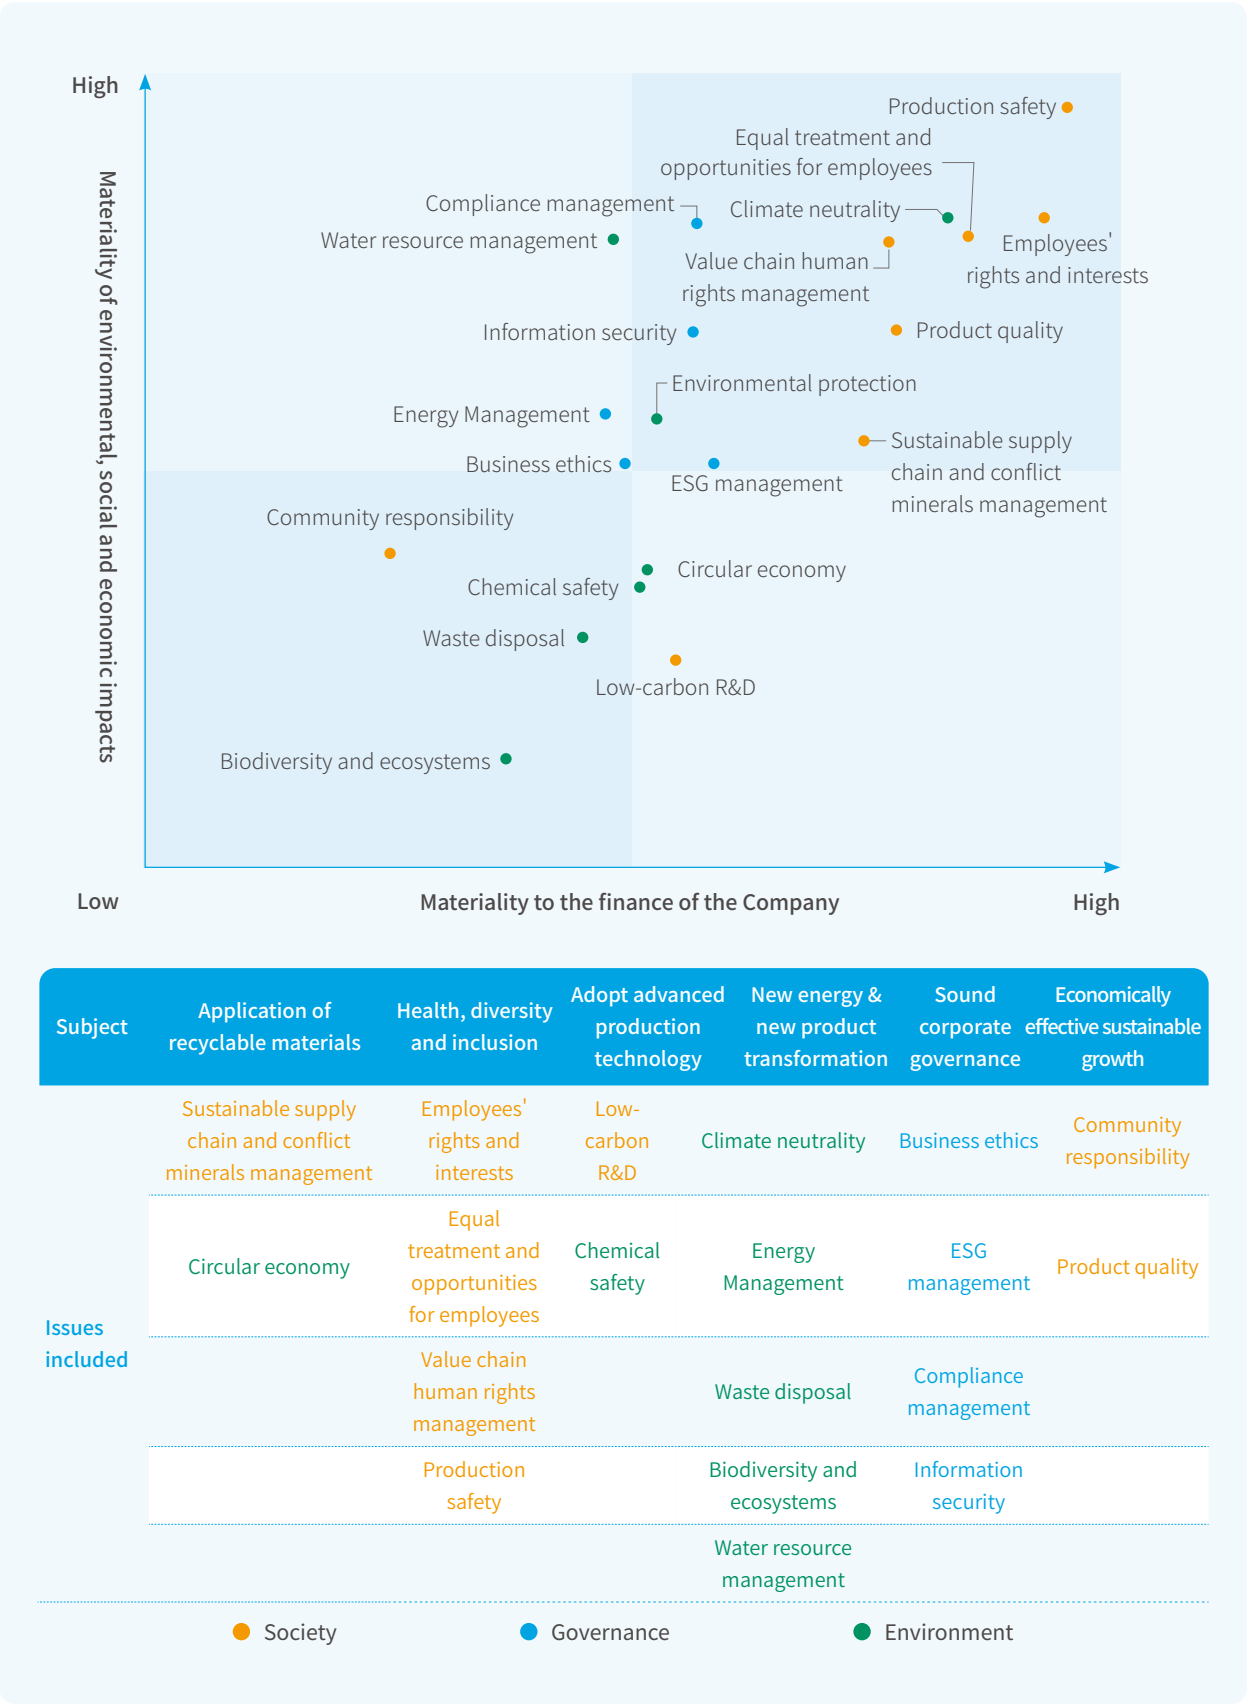 High
Production safety
Equal treatment and
opportunities for employees
Compliance management
Climate neutrality
Water resource management
Employees'
rights and interests
Value chain human
rights management
Information security
Product quality
Environmental protection
Energy Management
Sustainable supply
chain and conflict
minerals management
Business ethics
ESG management
Community responsibility
Circular economy
Chemical safety
Waste disposal
Low-carbon R&D
Biodiversity and ecosystems
Materiality of environmental, social and economic impacts
Low
Materiality to the finance of the Company
High
Subject
Application of
recyclable materials
Health, diversity
and inclusion
Adopt advanced
production
technology
New energy &
new product
transformation
Sound
corporate
governance
Economically
effective sustainable
growth
Issues
included
Sustainable supply
chain and conflict
minerals management
Employees'
rights and
interests
Low-
carbon
R&D
Climate neutrality
Business ethics
Community
responsibility
Circular economy
Equal
treatment and
opportunities
for employees
Chemical
safety
Energy
Management
ESG
management
Product quality
Value chain
human rights
management
Waste disposal
Compliance
management
Production
safety
Biodiversity and
ecosystems
Information
security
Water resource
management
Society
Governance
Environment